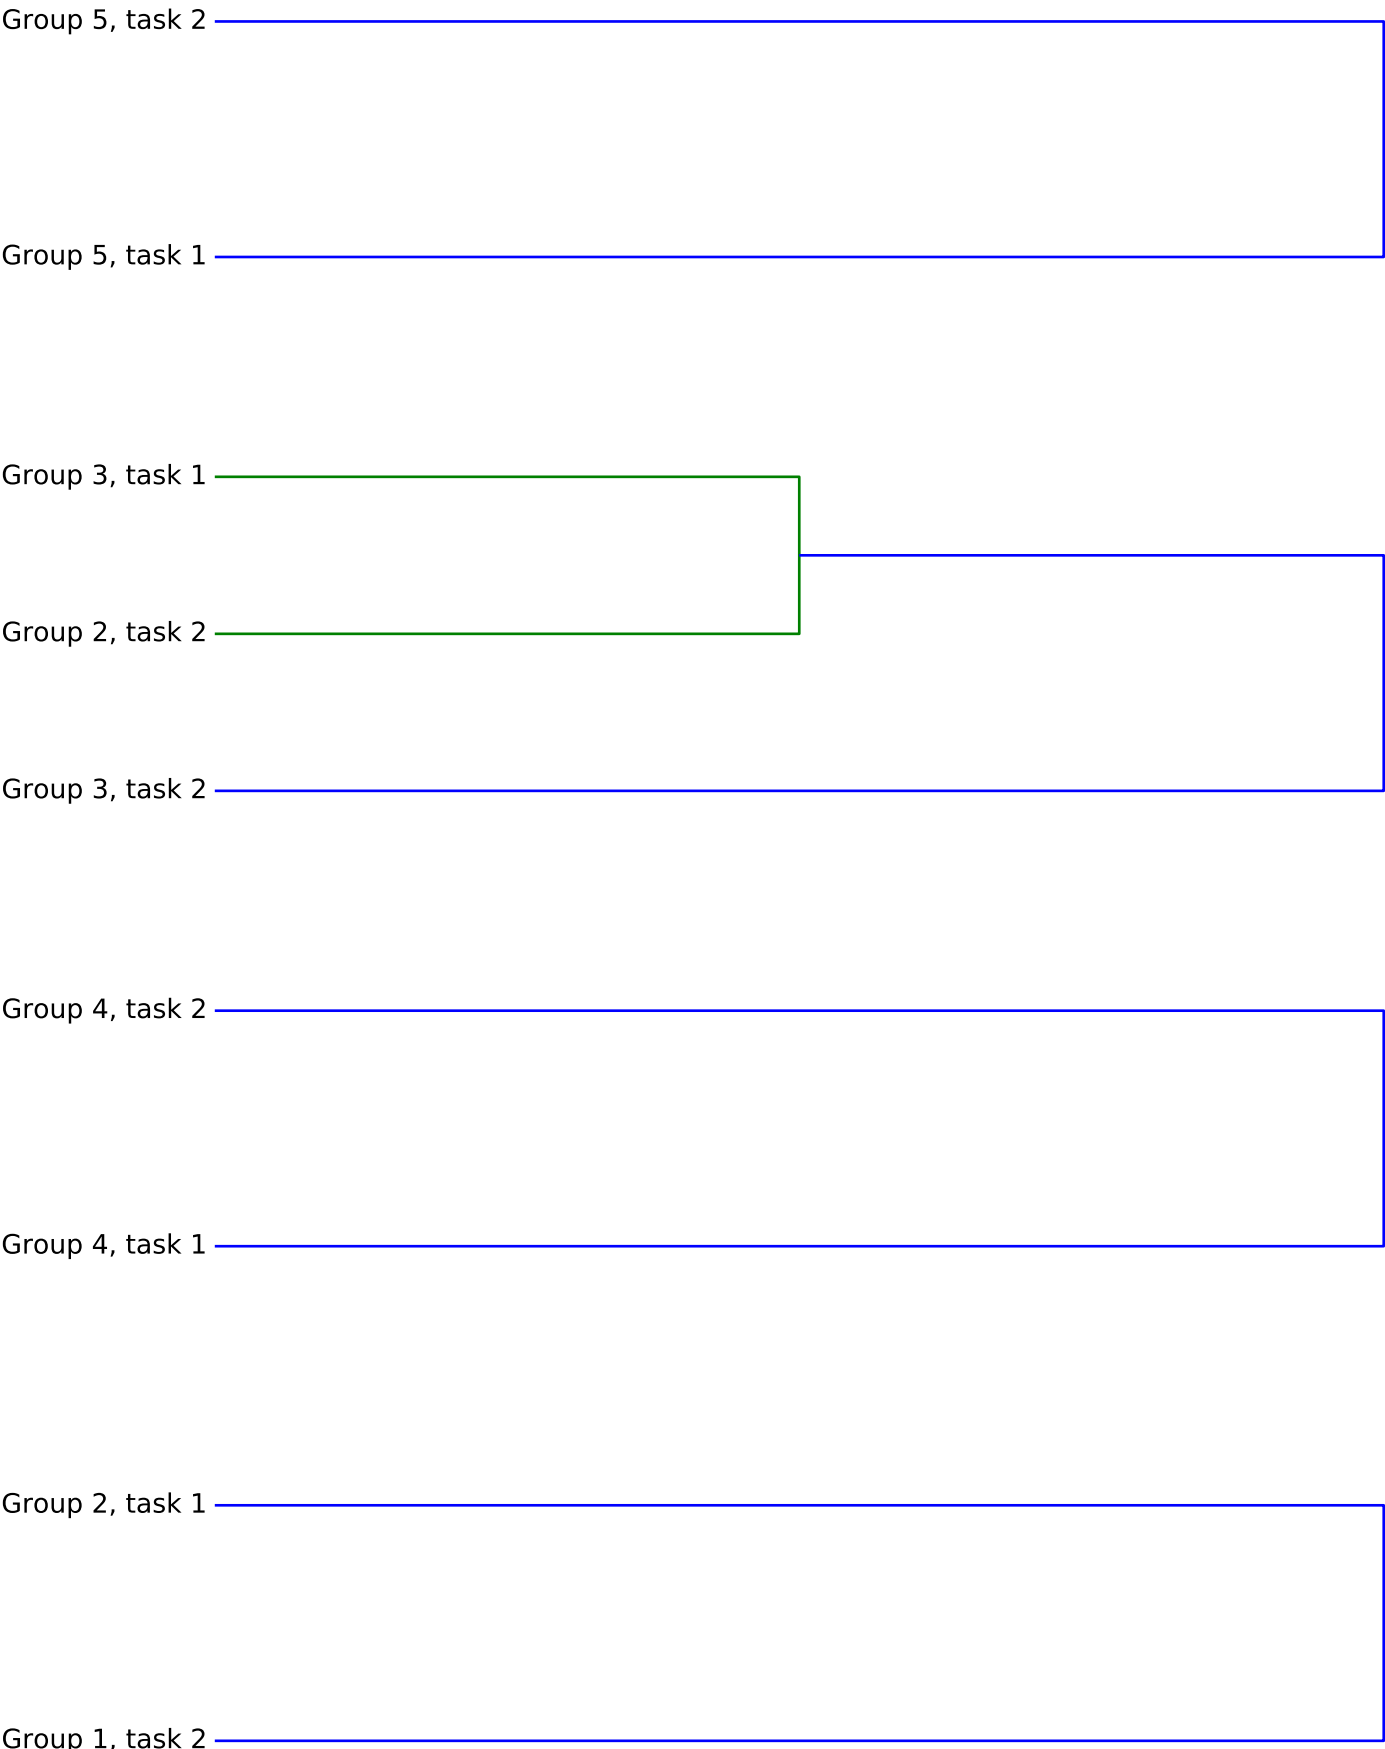 Group 5, task 2
Group 5, task 1
Group 3, task 1
Group 2, task 2
Group 3, task 2
Group 4, task 2
Group 4, task 1
Group 2, task 1
Group 1, task 2